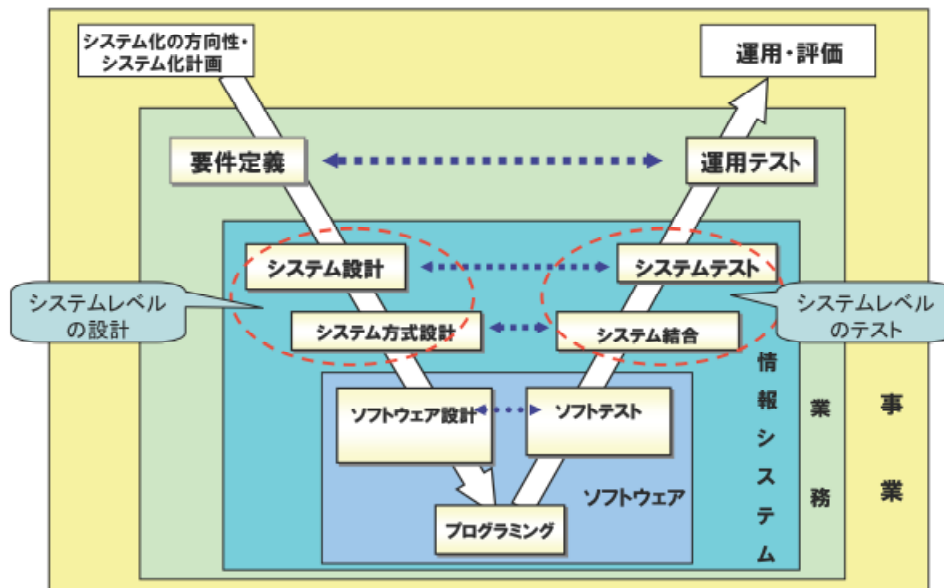 システム化の方向性・
システム化計画
運用・評価
要件定義
運用テスト
システム設計
システムテスト
システムレベル
の設計
システムレベル
のテスト
システム方式設計
システム結合
ソフトウェア設計
ソフトテスト
プログラミング
ソフトウェア
情報システム
業務
事業